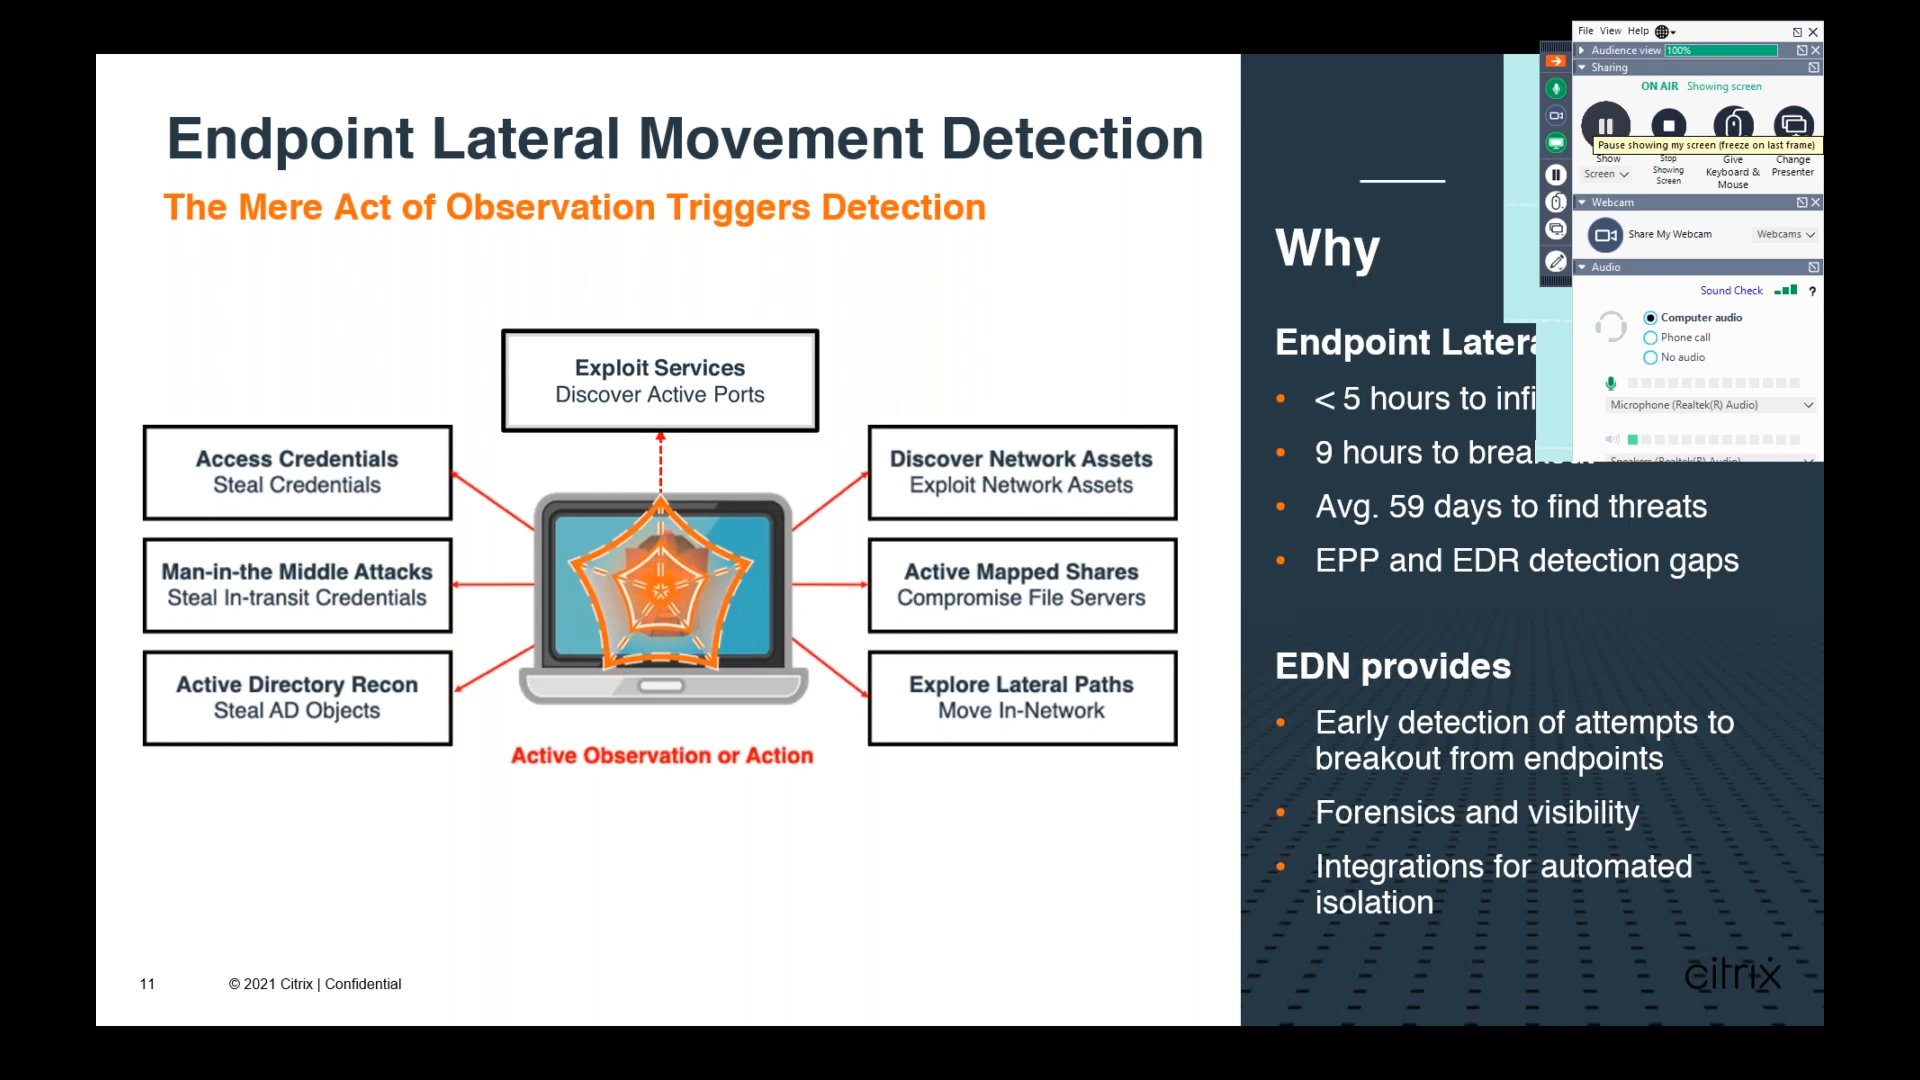 Endpoint Lateral Movement Detection
The Mere Act of Observation Triggers Detection
Exploit Services
Discover Active Ports
Access Credentials
Steal Credentials
Man-in-the Middle Attacks
Steal In-transit Credentials
Active Directory Recon
Steal AD Objects
Discover Network Assets
Exploit Network Assets
Active Mapped Shares
Compromise File Servers
Explore Lateral Paths
Move In-Network
Active Observation or Action
11
© 2021 Citrix | Confidential
Why
Endpoint
< 5 hours to
9 hours to
Avg. 59 days to find threats
EPP and EDR detection gaps
EDN provides
Early detection of attempts to
breakout from endpoints
Forensics and visibility
Integrations for automated
isolation
citrix
File View Help
Audience view 100%
Sharing
ON AIR Showing screen
Pause showing my screen (freeze on last frame)
Show
Screen
Stop
Showing
Screen
Give
Keyboard &
Mouse
Change
Presenter
Webcam
Share My Webcam
Webcams
Audio
Sound Check ?
Computer audio
Phone call
No audio
Microphone (Realtek(R) Audio)
Speakers (Realtek(R) Audio)